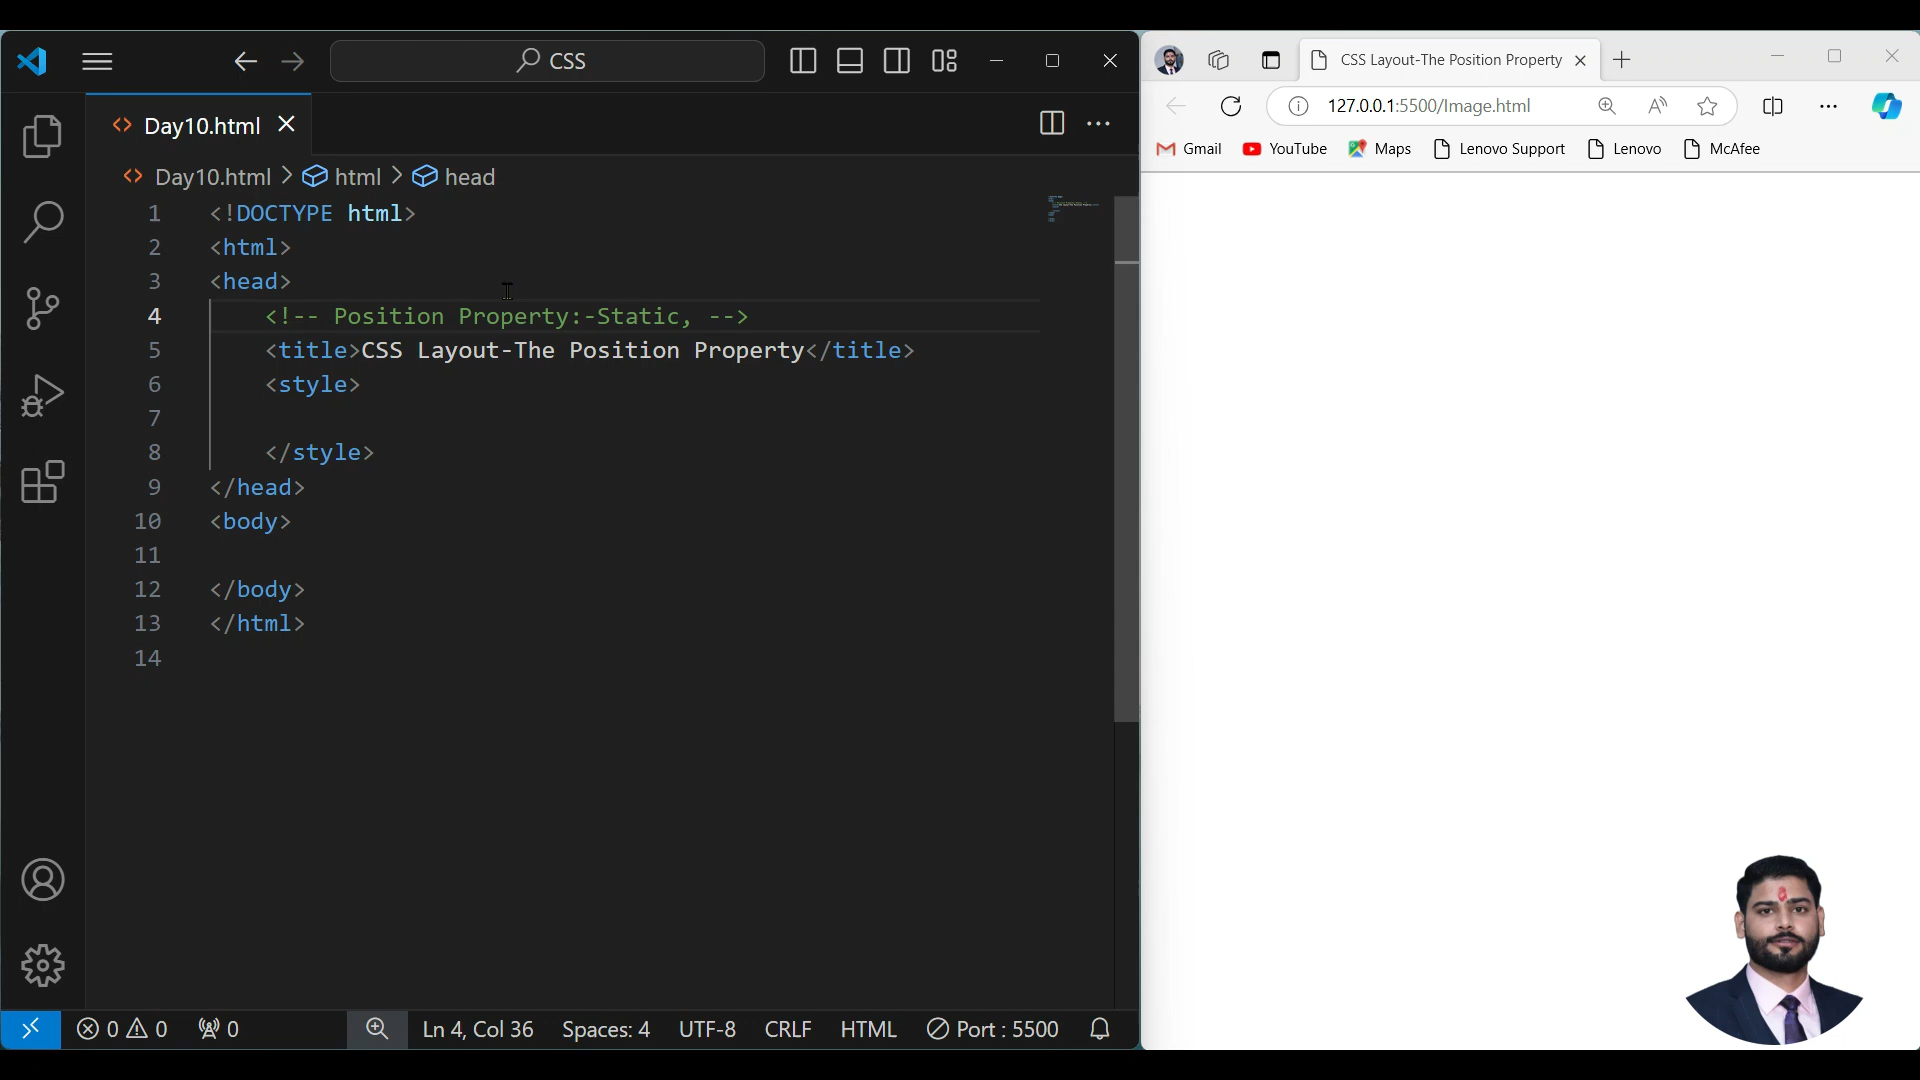 CSS
Day10.html
Day10.html > html > head
1 <!DOCTYPE html>
2 <html>
3 <head>
4 <!-- Position Property:-Static, -->
5 <title>CSS Layout-The Position Property</title>
6 <style>
7
8 </style>
9 </head>
10 <body>
11
12 </body>
13 </html>
14
0 0 0 Ln 4, Col 36 Spaces: 4 UTF-8 CRLF HTML Port : 5500
CSS Layout-The Position Property
127.0.0.1:5500/Image.html
Gmail YouTube Maps Lenovo Support Lenovo McAfee